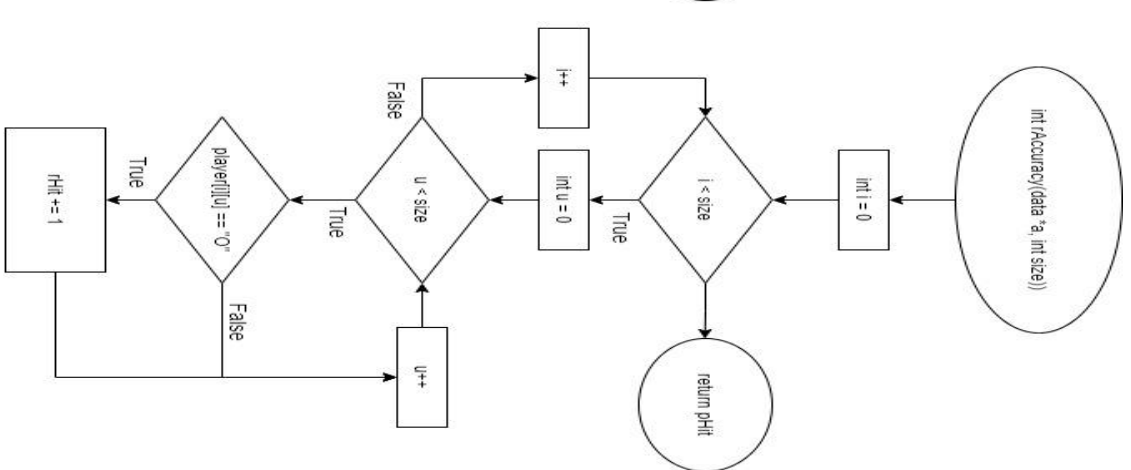 int rAccuracy(data *a, int size))
int i = 0
i < size
True
return pHit
int u = 0
i++
u < size
False
True
u++
player[i][u] == "O"
True
False
rHit += 1